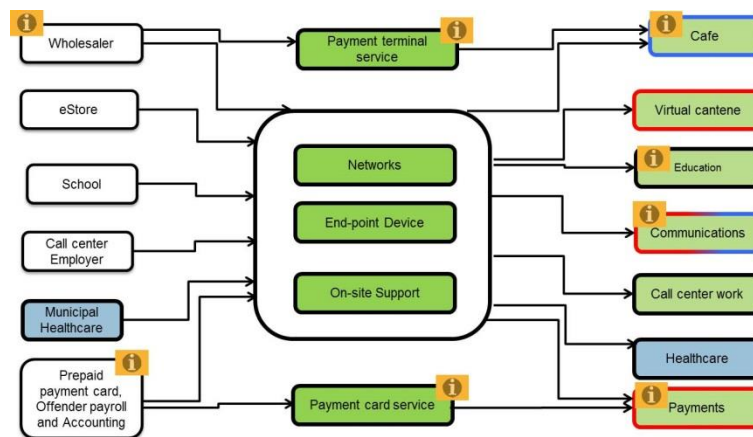 Wholesaler
Payment terminal
service
Cafe
eStore
Virtual cantene
Networks
Education
School
End-point Device
Communications
Call center
Employer
On-site Support
Call center work
Municipal
Healthcare
Healthcare
Prepaid
payment card,
Offender payroll
and Accounting
Payment card service
Payments